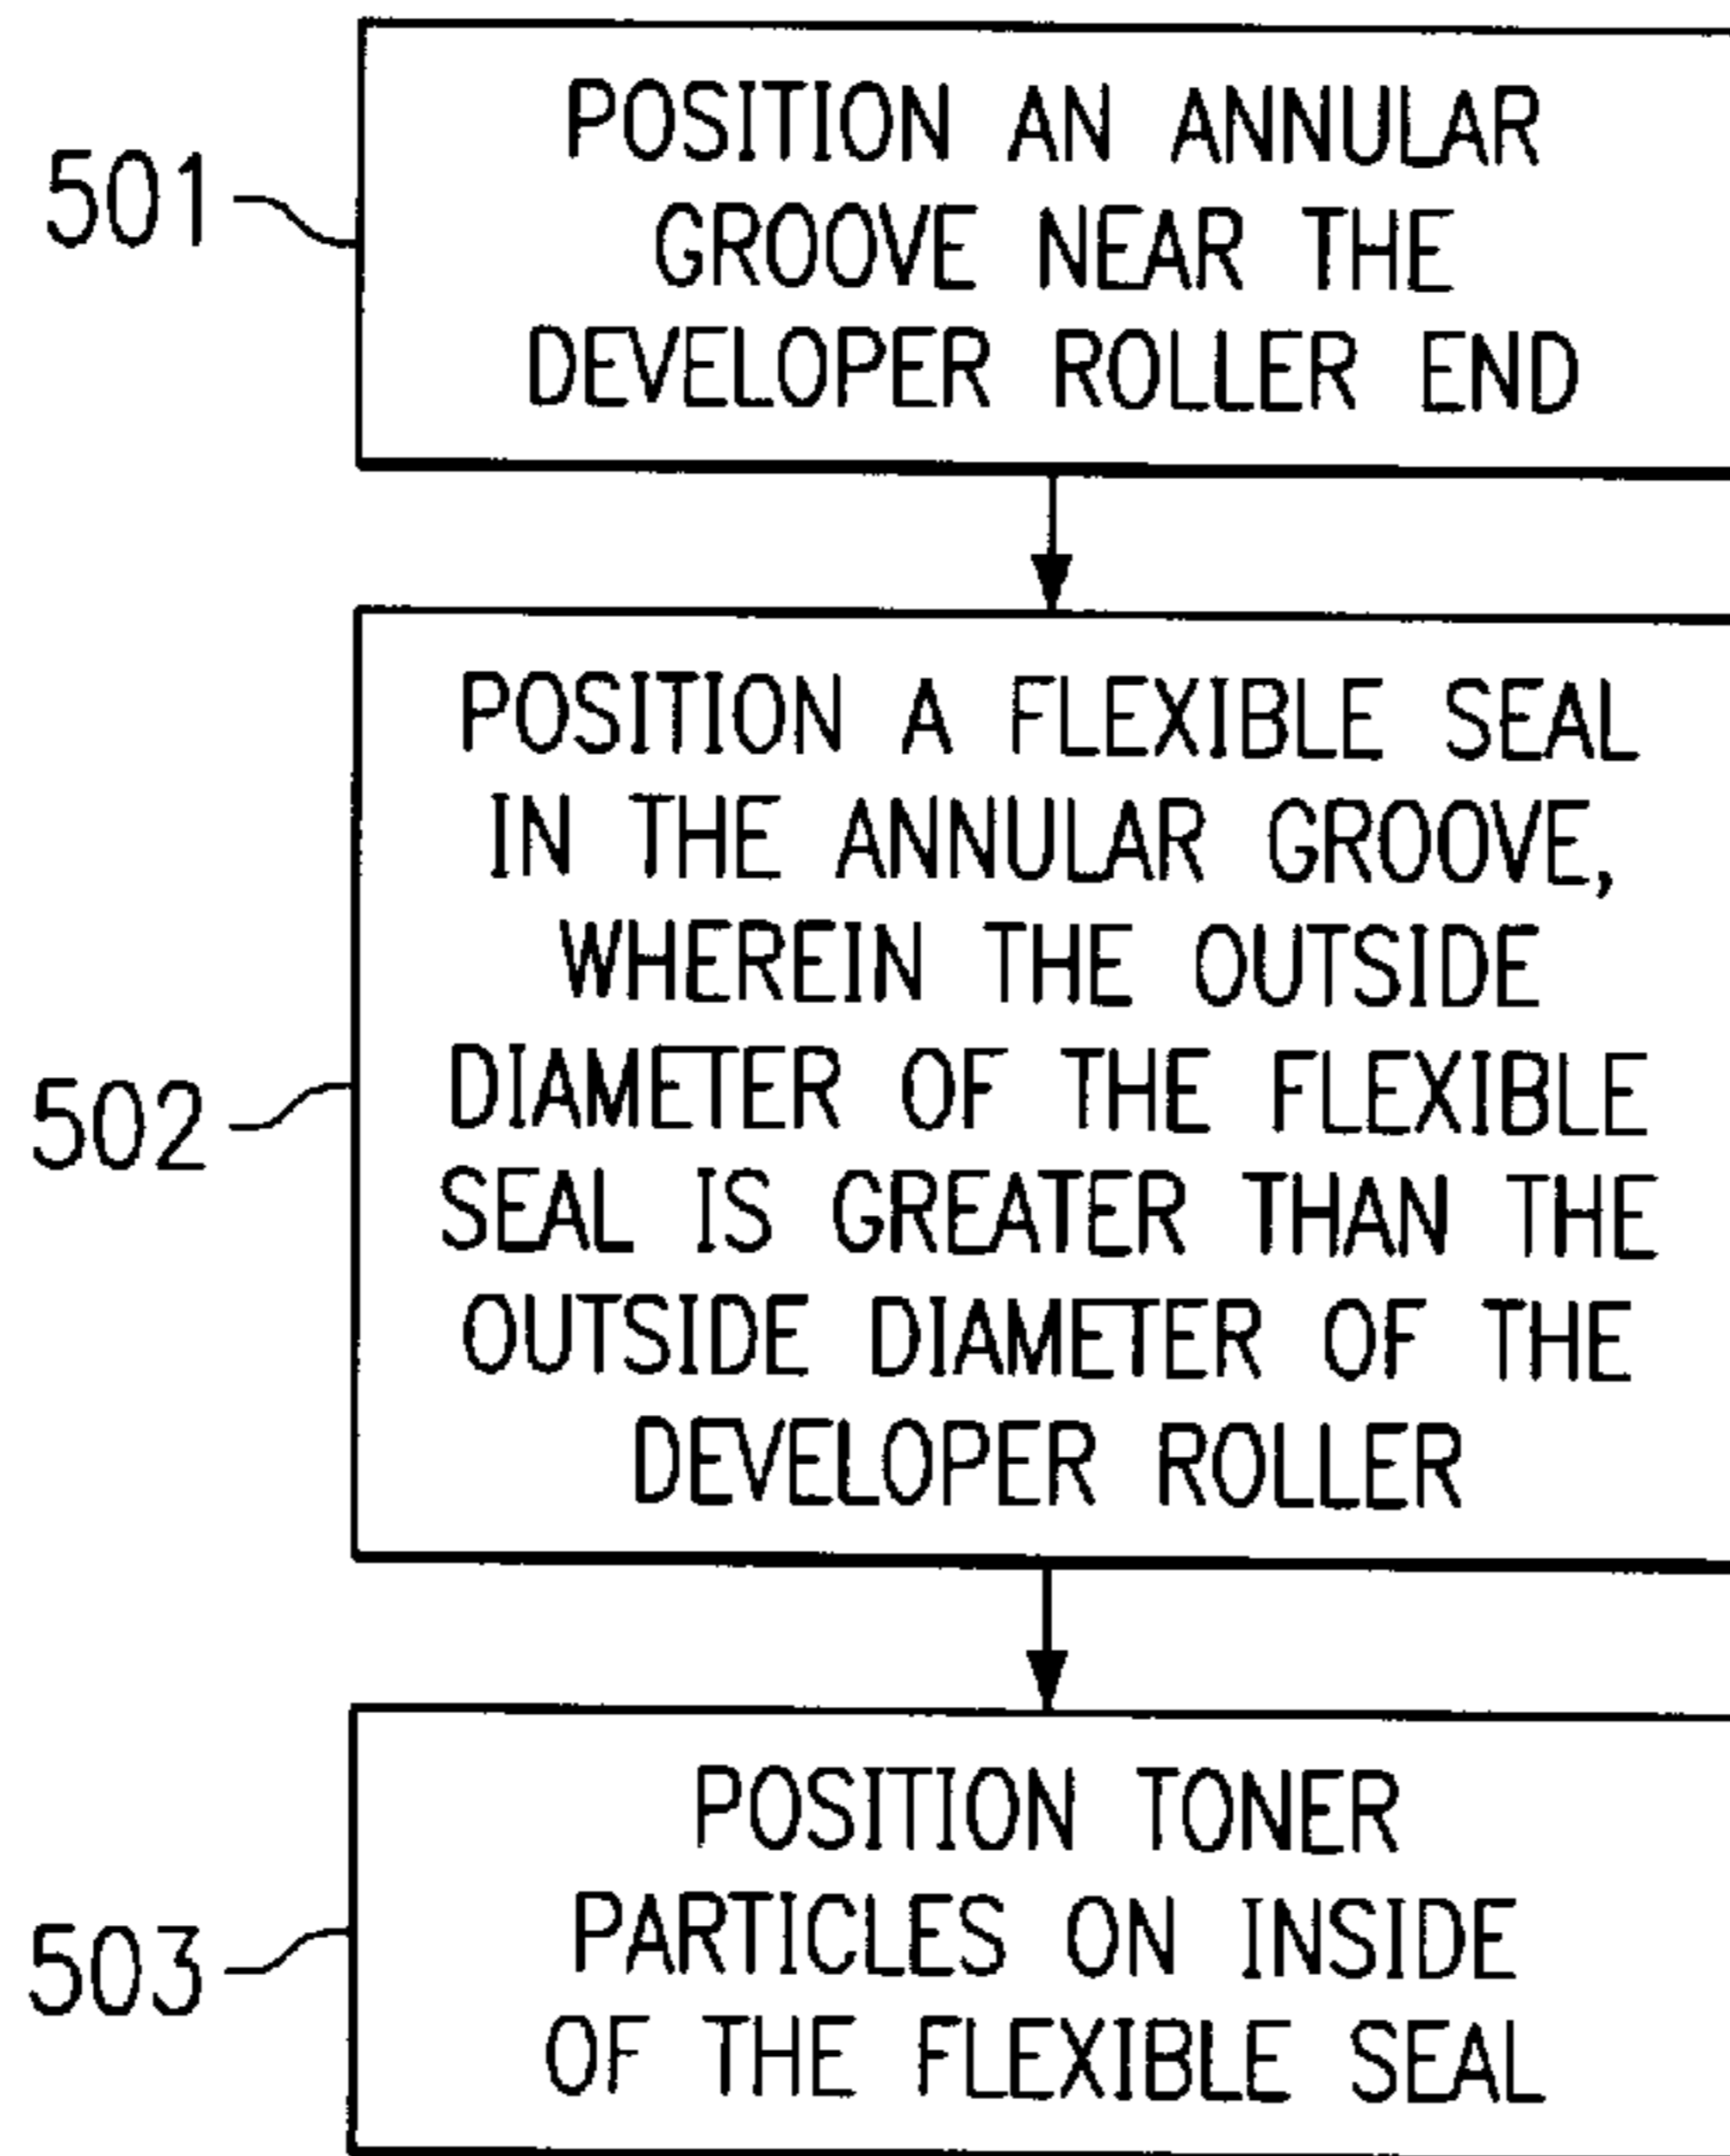 501
POSITION AN ANNULAR
GROOVE NEAR THE
DEVELOPER ROLLER END
502
POSITION A FLEXIBLE SEAL
IN THE ANNULAR GROOVE,
WHEREIN THE OUTSIDE
DIAMETER OF THE FLEXIBLE
SEAL IS GREATER THAN THE
OUTSIDE DIAMETER OF THE
DEVELOPER ROLLER
503
POSITION TONER
PARTICLES ON INSIDE
OF THE FLEXIBLE SEAL